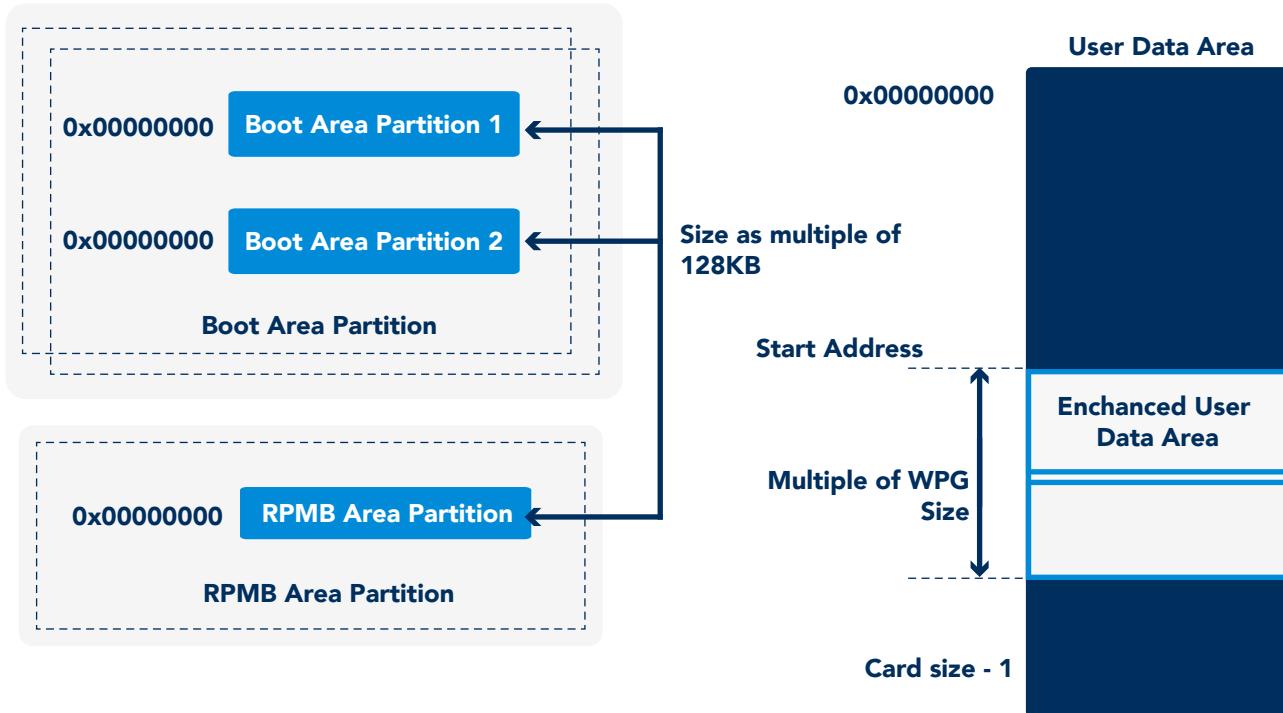 0x00000000
Boot Area Partition 1
0x00000000
Boot Area Partition 2
Boot Area Partition
0x00000000
RPMB Area Partition
RPMB Area Partition
Size as multiple of
128KB
User Data Area
0x00000000
Start Address
Enchanced User
Data Area
Multiple of WPG
Size
Card size - 1